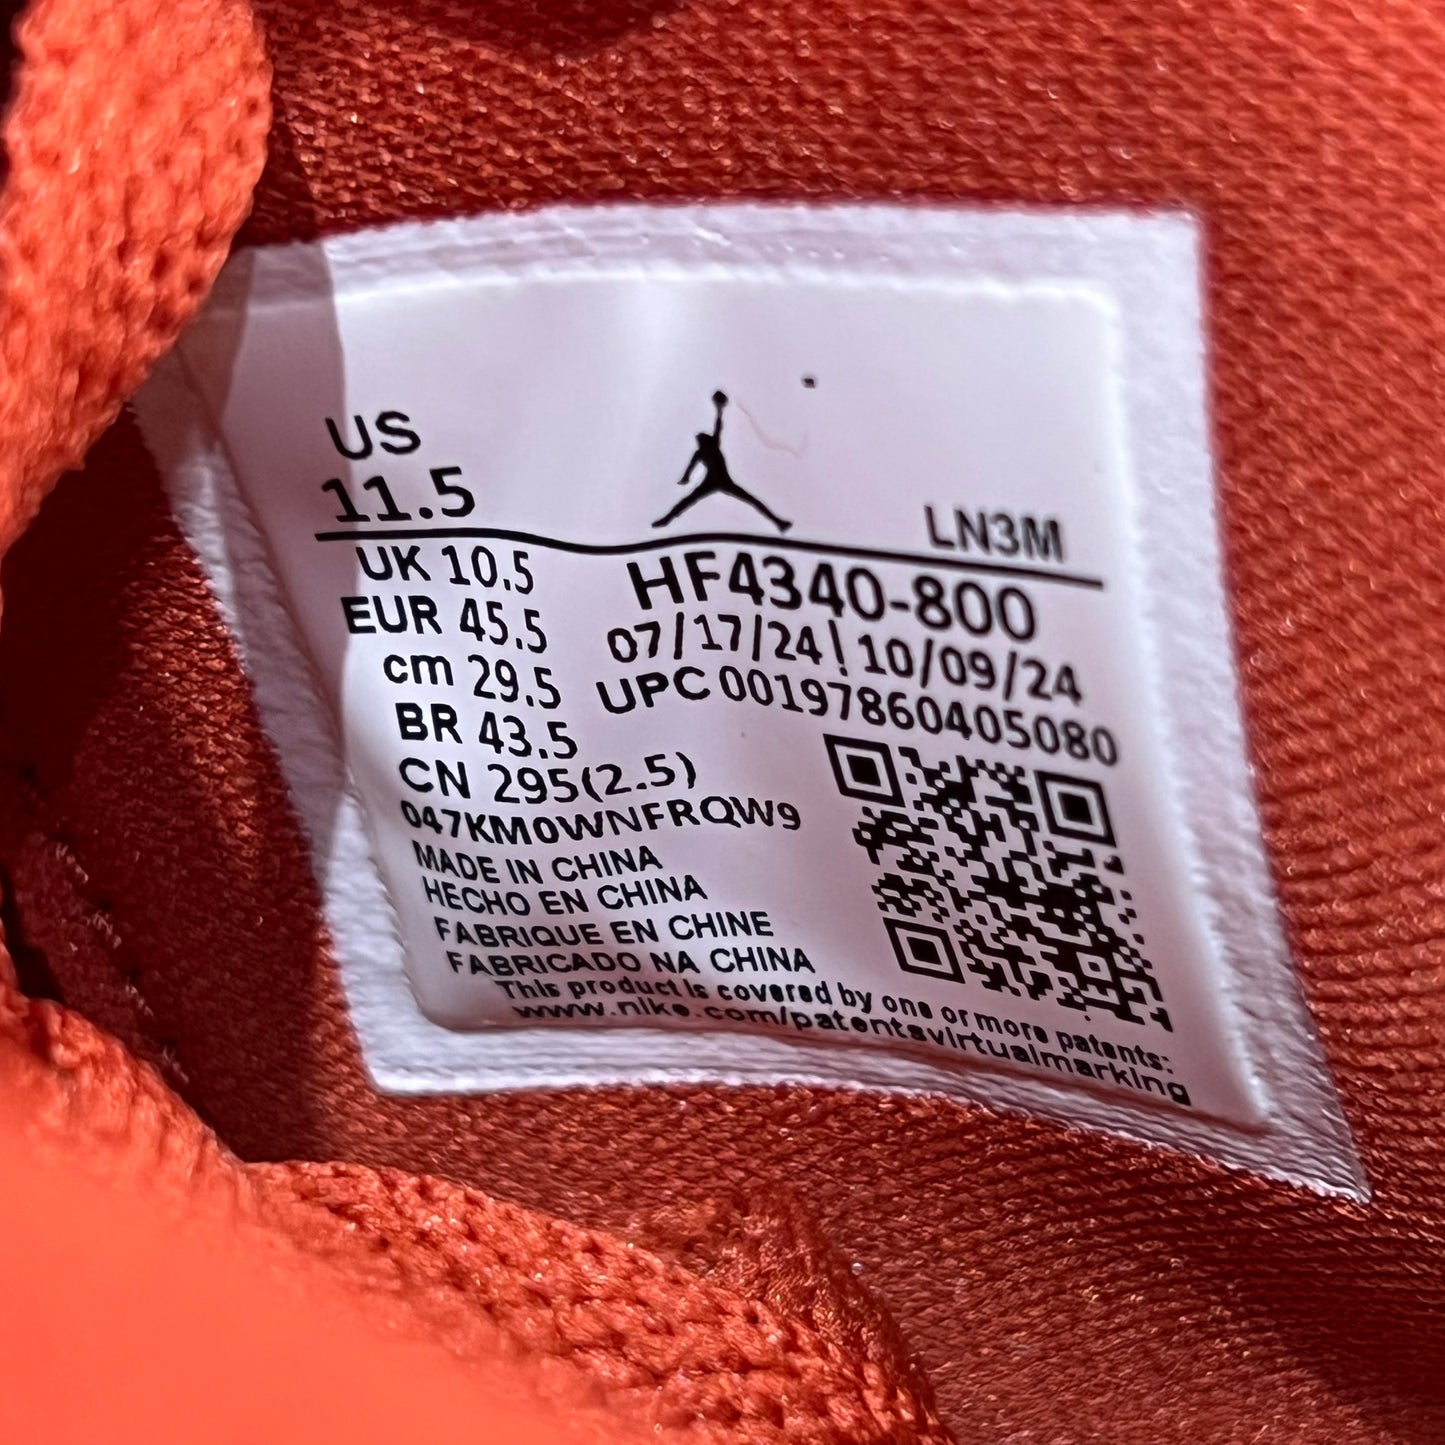 US
11.5
LN3M
UK 10.5
EUR 45.5
cm 29.5
BR 43.5
CN 295(2.5)
HF4340-800
07/17/24\10/09/24
UPC 00197860405080
047KM0WNFRQW9
MADE IN CHINA
HECHO EN CHINA
FABRIQUE EN CHINE
FABRICADO NA CHINA
This product is covered by one or more patents:
www.nike.com/patentsvirtualmarking